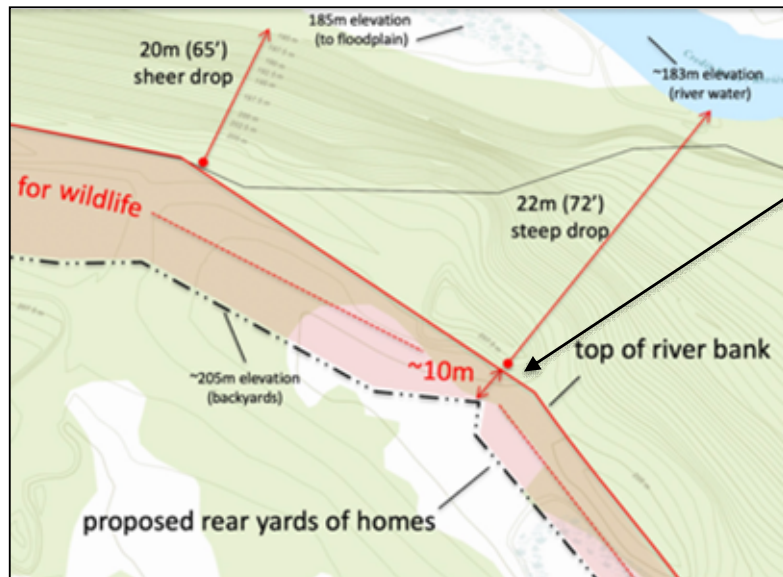 185m elevation
(to floodplain)
20m (65')
sheer drop
~183m elevation
(river water)
for wildlife
22m (72')
steep drop
~10m
top of river bank
~205m elevation
(backyards)
proposed rear yards of homes